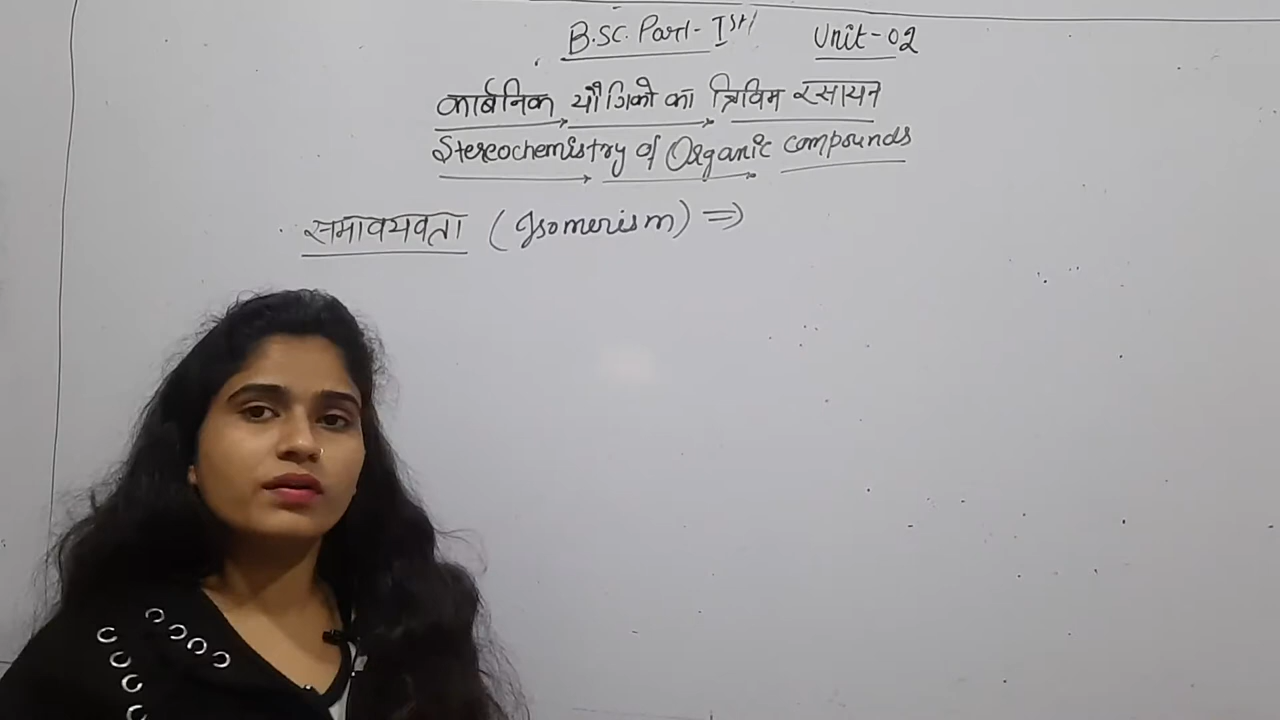 B.Sc. Part-Ist Unit-02
कार्बनिक यौगिको का त्रिविम रसायन
Stereochemistry of Organic compounds
समावयवता (Isomerism) ⇒